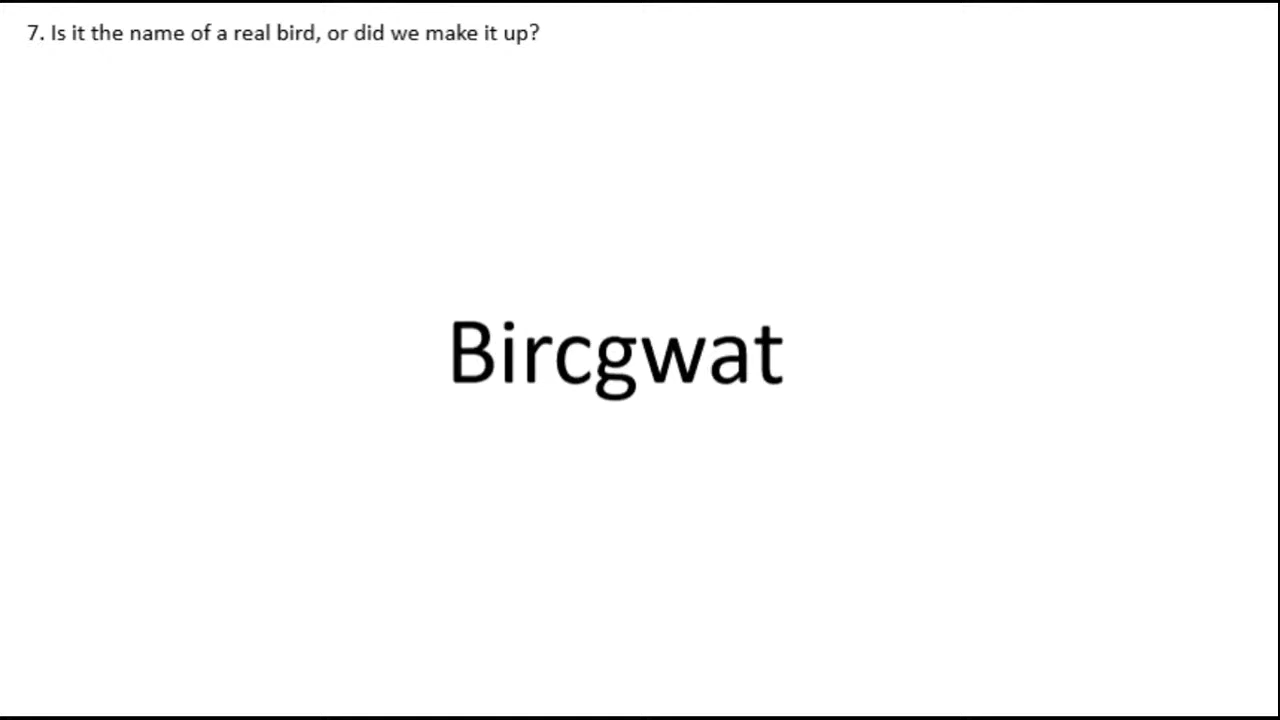 7. Is it the name of a real bird, or did we make it up?
Bircgwat